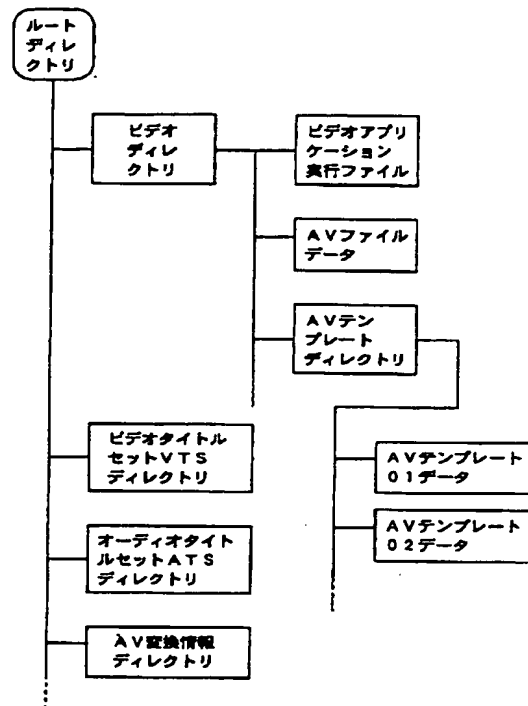 ルート
ディレ
クトリ
ビデオ
ディレ
クトリ
ビデオアプリ
ケーション
実行ファイル
AVファイル
データ
AVテン
プレート
ディレクトリ
ビデオタイトル
セットVTS
ディレクトリ
AVテンプレート
01データ
AVテンプレート
02データ
オーディオタイト
ルセットATS
ディレクトリ
AV変換情報
ディレクトリ